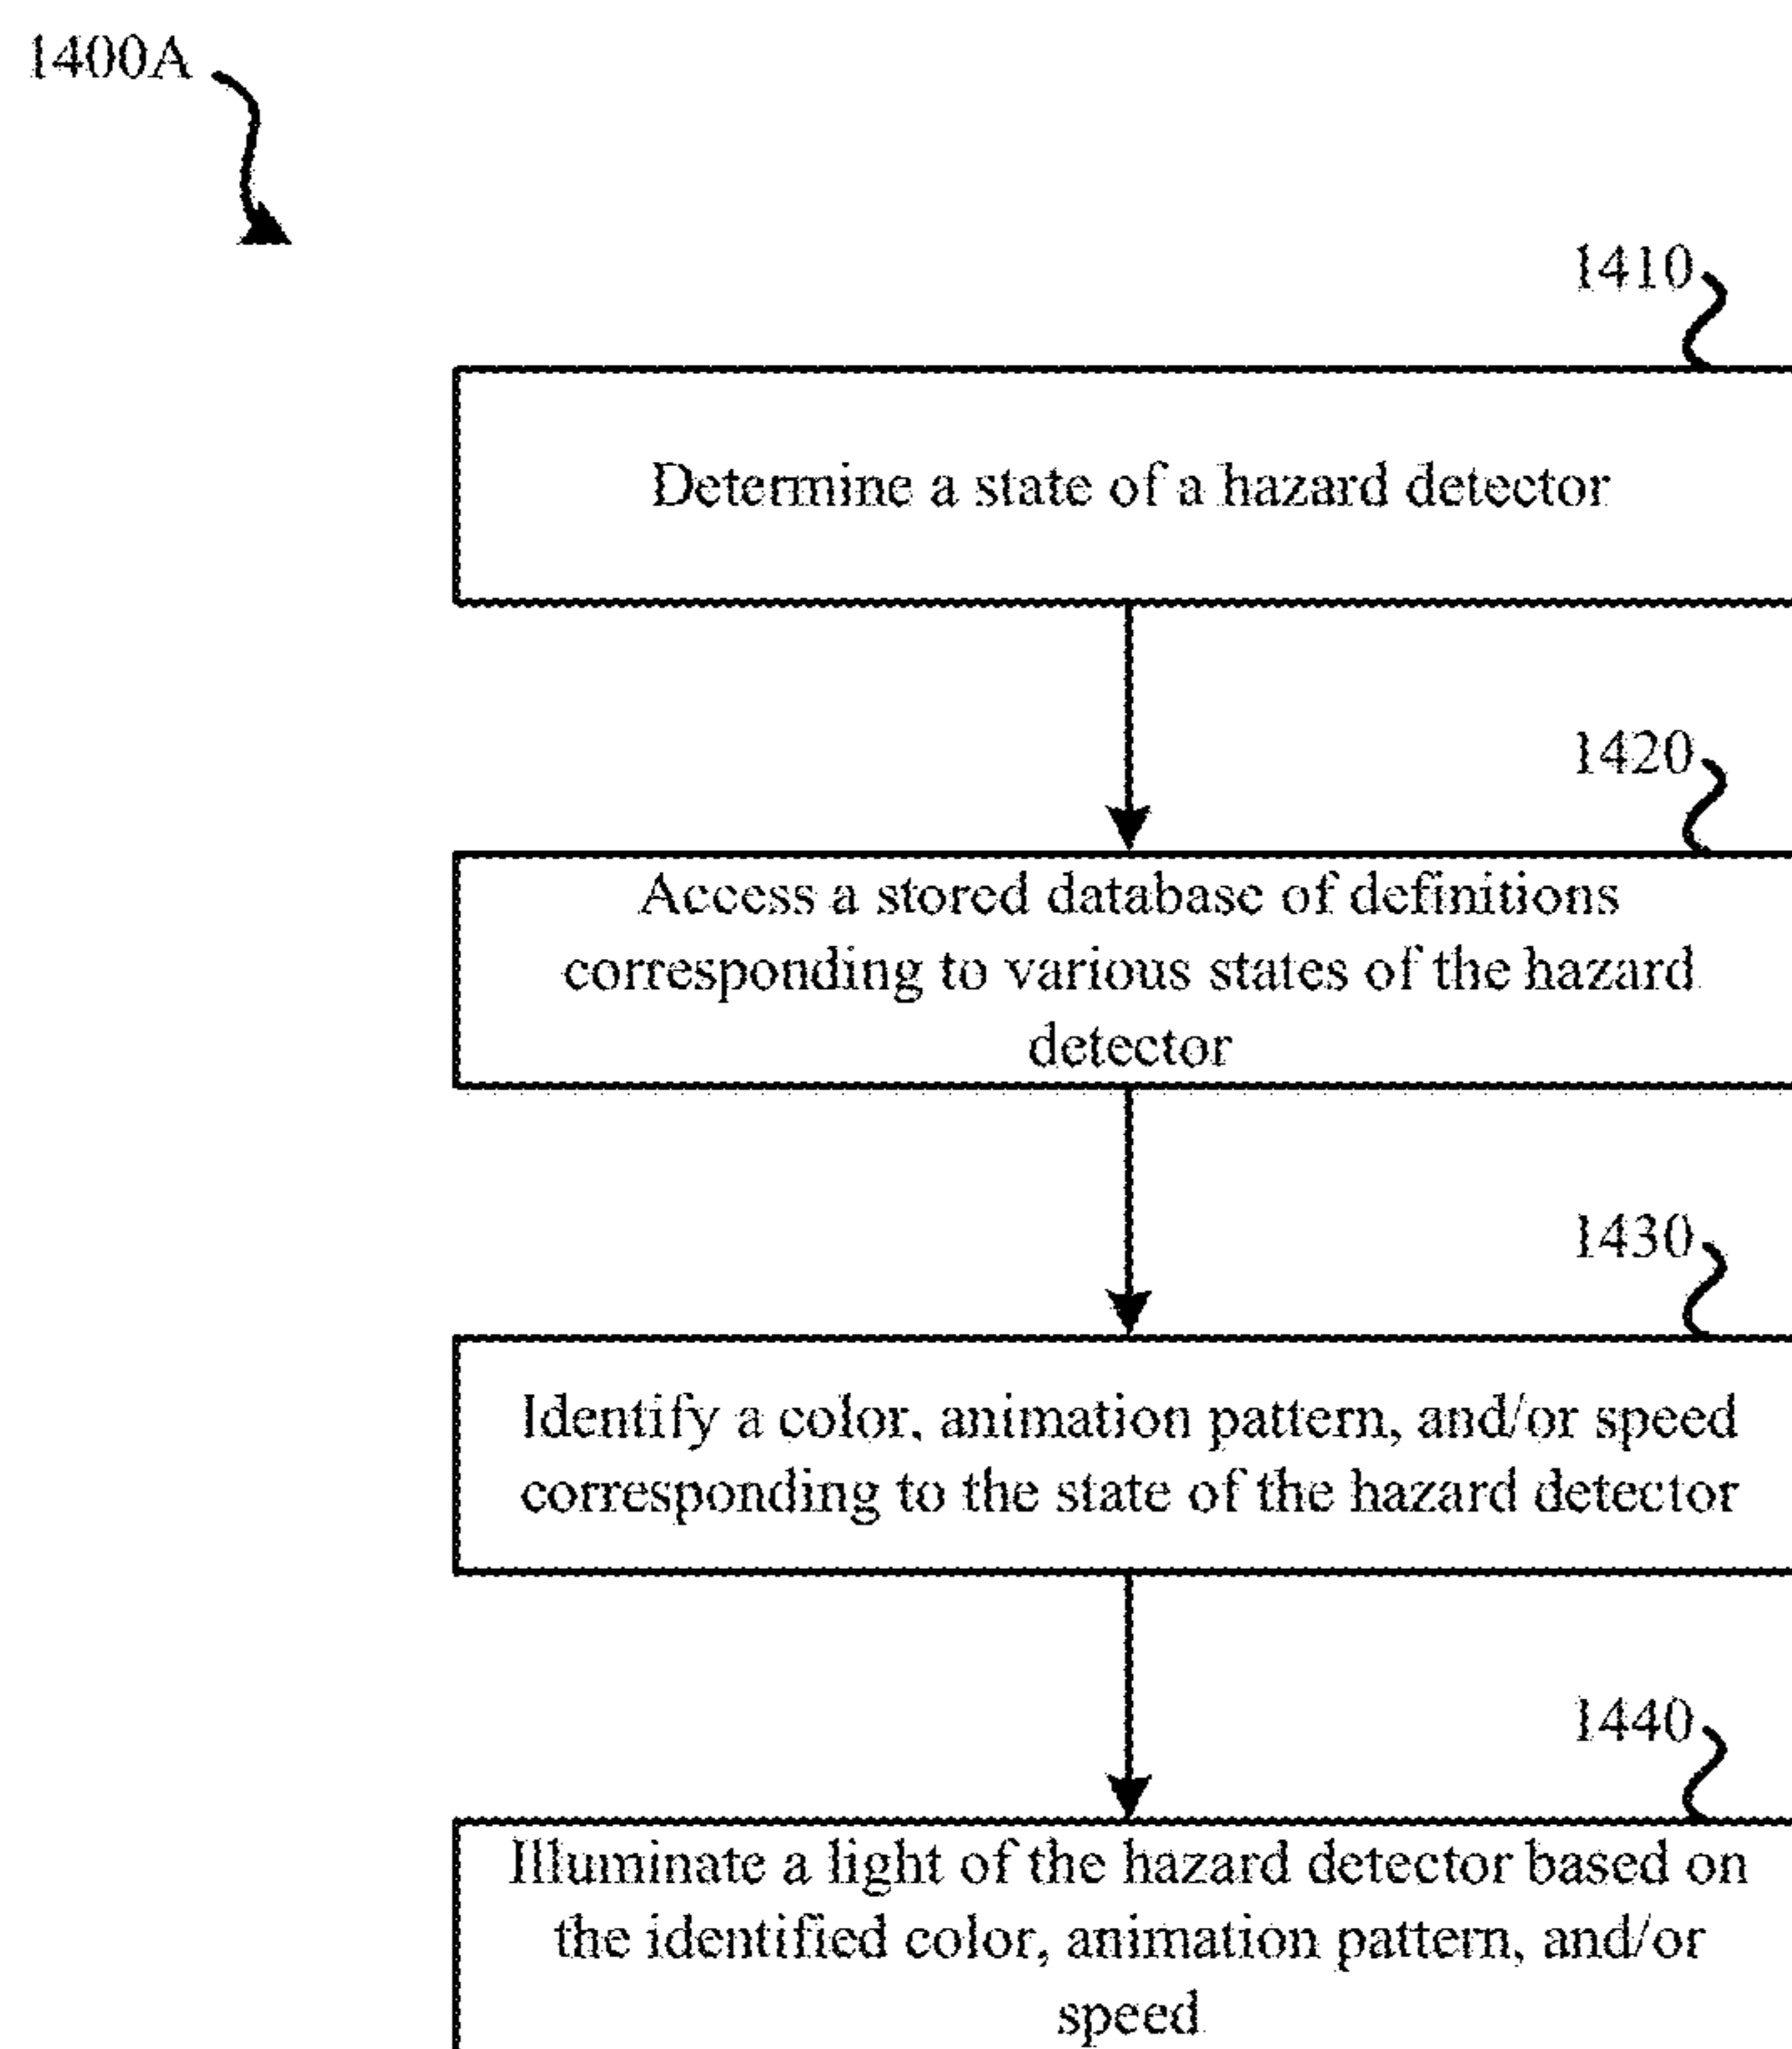 1400A
1410
Determine a state of a hazard detector
1420
Access a stored database of definitions
corresponding to various states of the hazard
detector
1430
Identify a color, animation pattern, and/or speed
corresponding to the state of the hazard detector
1440
Illuminate a light of the hazard detector based on
the identified color, animation pattern, and/or
speed